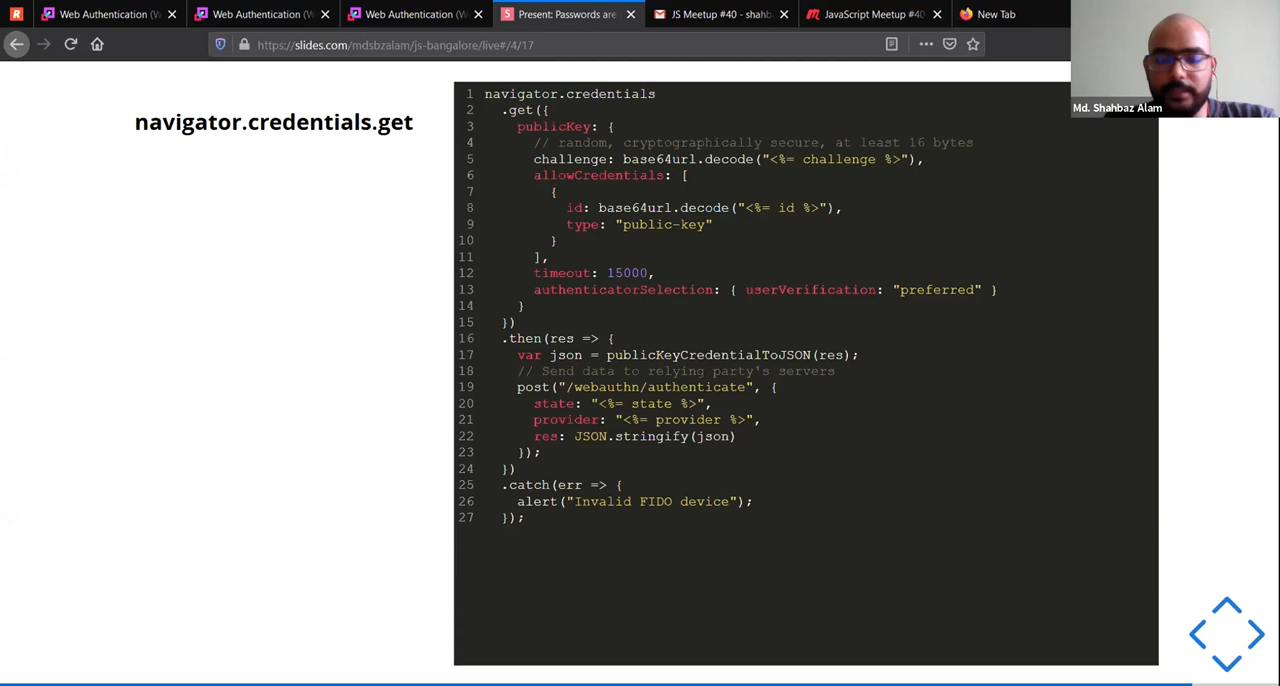 Web Authentication (W
Web Authentication (W
Web Authentication (W
Present: Passwords are
JS Meetup #40 - shahb
JavaScript Meetup #40
New Tab
https://slides.com/mdsbzalam/js-bangalore/live#/4/17
Md. Shahbaz Alam
navigator.credentials.get
1 navigator.credentials
2 .get({
3 publicKey: {
4 // random, cryptographically secure, at least 16 bytes
5 challenge: base64url.decode("<%= challenge %>"),
6 allowCredentials: [
7 {
8 id: base64url.decode("<%= id %>"),
9 type: "public-key"
10 }
11 ],
12 timeout: 15000,
13 authenticatorSelection: { userVerification: "preferred" }
14 }
15 })
16 .then(res => {
17 var json = publicKeyCredentialToJSON(res);
18 // Send data to relying party's servers
19 post("/webauthn/authenticate", {
20 state: "<%= state %>",
21 provider: "<%= provider %>",
22 res: JSON.stringify(json)
23 });
24 })
25 .catch(err => {
26 alert("Invalid FIDO device");
27 });